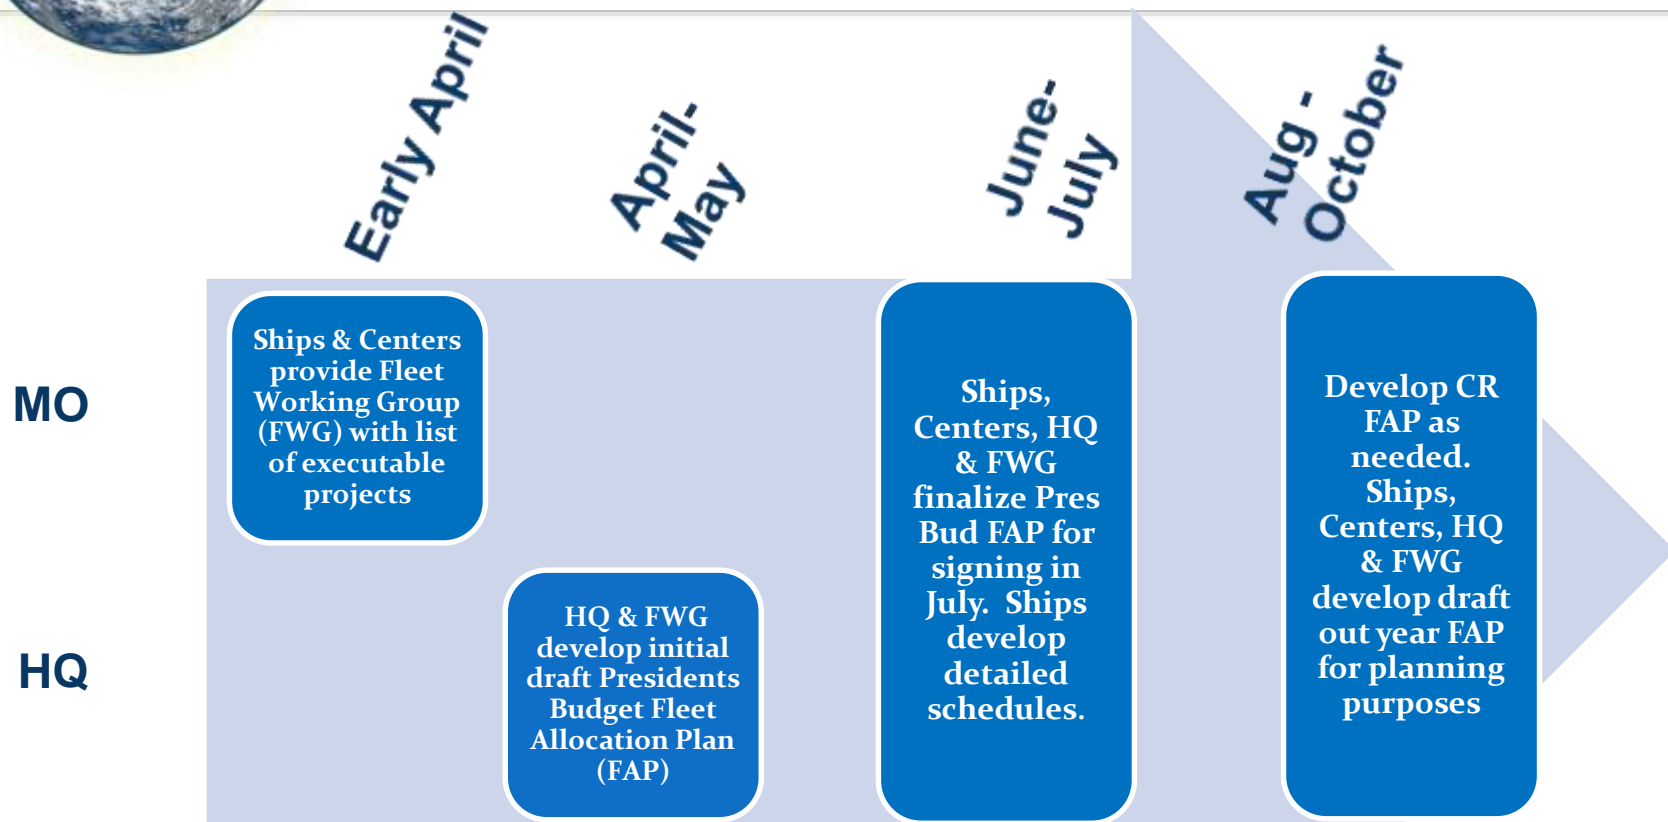 Early April
April-
May
June-
July
Aug -
October
MO
Ships & Centers
provide Fleet
Working Group
(FWG) with list
of executable
projects
HQ
HQ & FWG
develop initial
draft Presidents
Budget Fleet
Allocation Plan
(FAP)
Ships,
Centers, HQ
& FWG
finalize Pres
Bud FAP for
signing in
July.  Ships
develop
detailed
schedules.
Develop CR
FAP as
needed.
Ships,
Centers, HQ
& FWG
develop draft
out year FAP
for planning
purposes